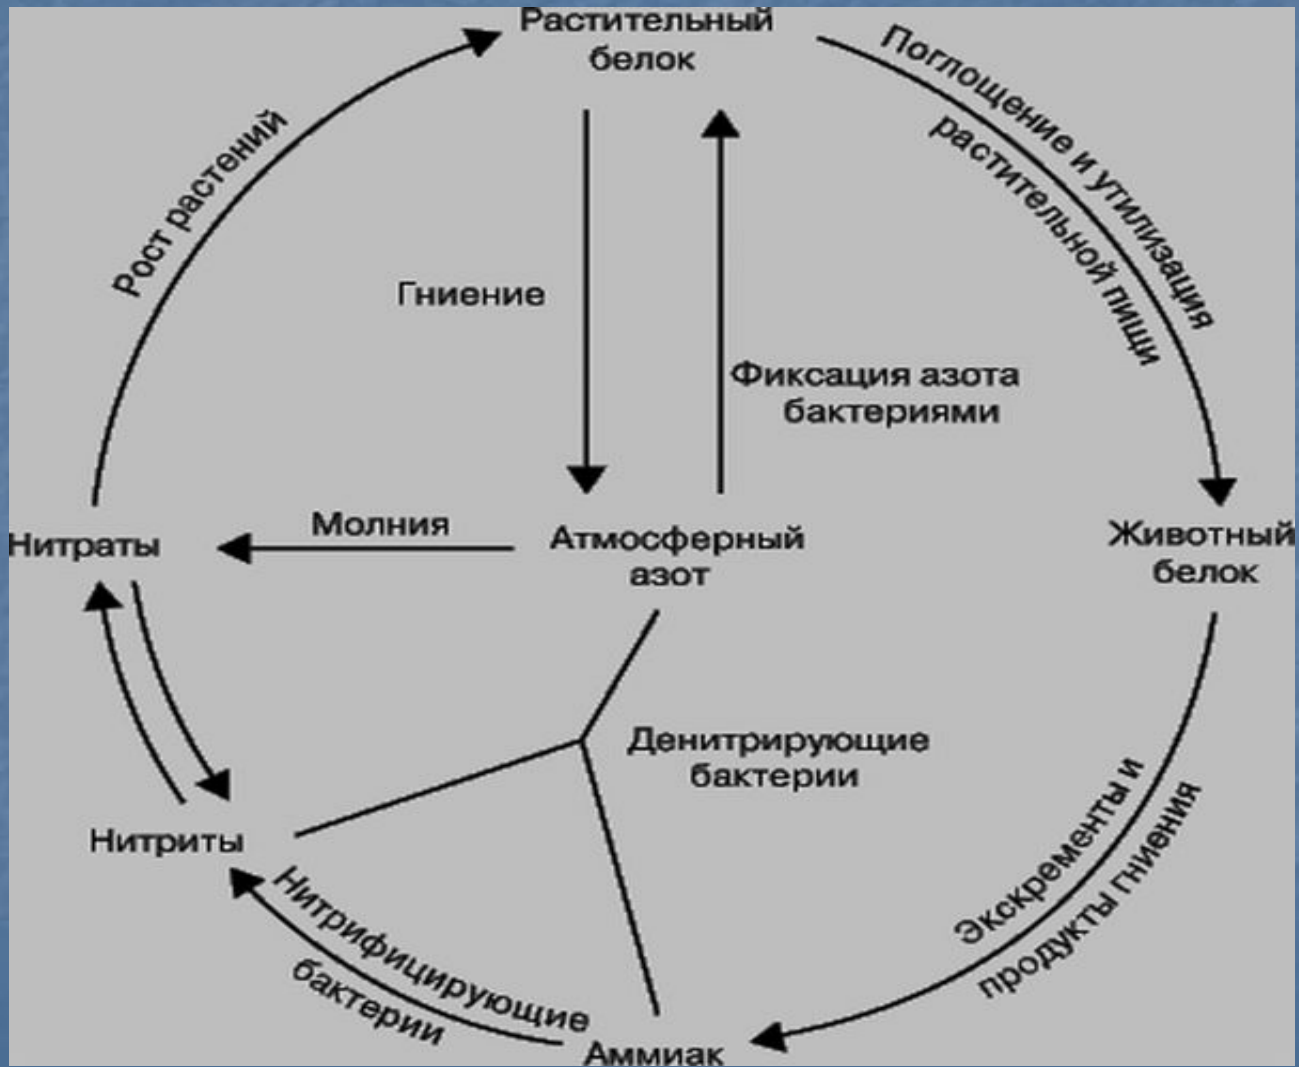 Растительный
белок
Поглощение и утилизация
растительной пищи
Рост растений
Гниение
Фиксация азота
бактериями
Нитраты
Молния
Атмосферный
азот
Животный
белок
Денитрирующие
бактерии
Нитриты
Экскременты и
продукты гниения
Нитрифицирующие
бактерии
Аммиак